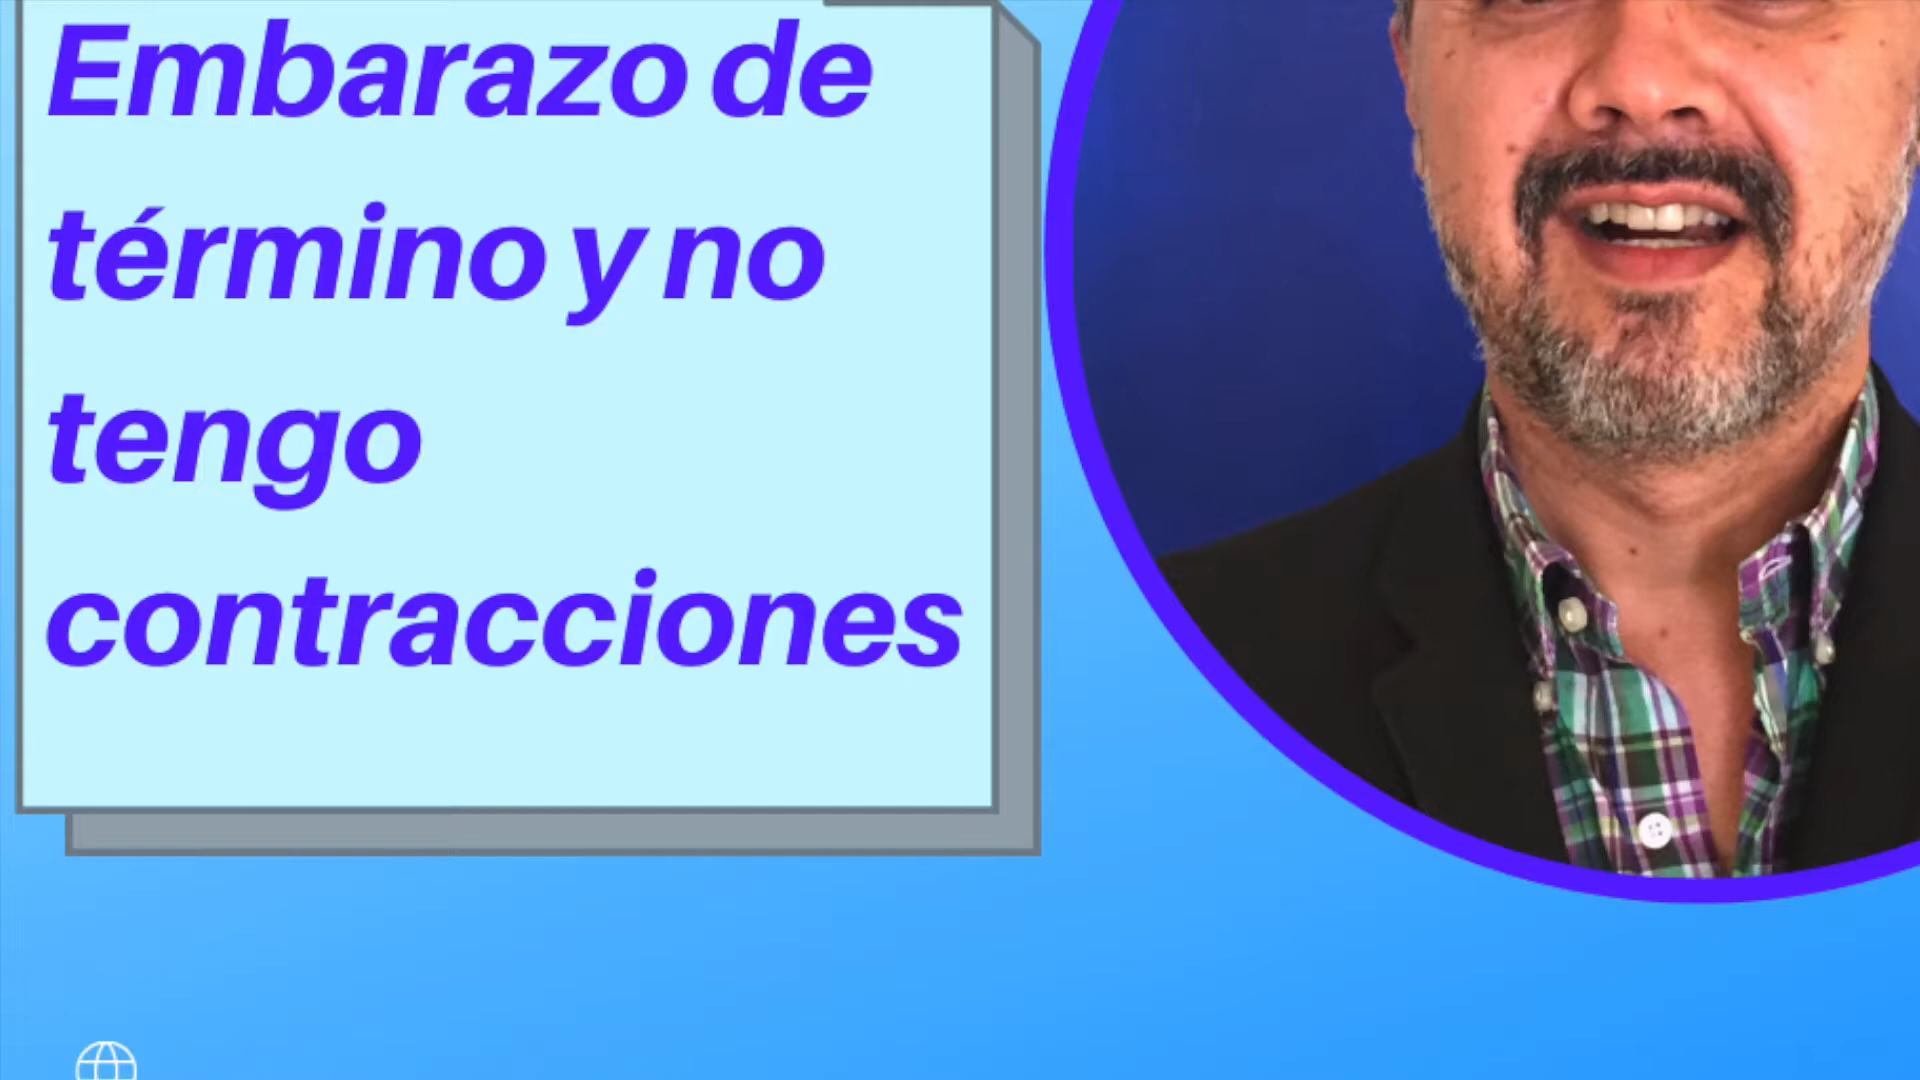 Embarazo de
término y no
tengo
contracciones